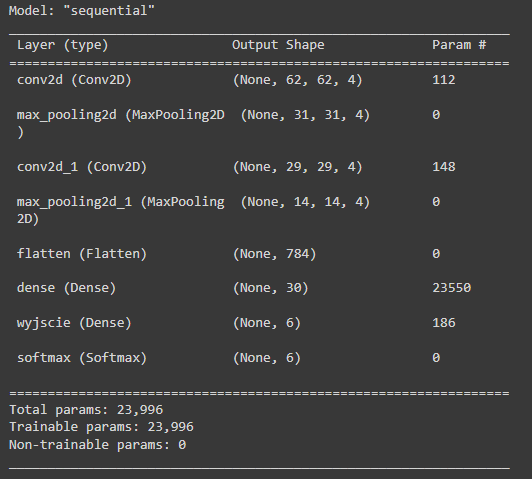 Model: "sequential"
_________________________________________________________________
Layer (type) Output Shape Param #
=================================================================
conv2d (Conv2D) (None, 62, 62, 4) 112
max_pooling2d (MaxPooling2D (None, 31, 31, 4) 0
)
conv2d_1 (Conv2D) (None, 29, 29, 4) 148
max_pooling2d_1 (MaxPooling (None, 14, 14, 4) 0
2D)
flatten (Flatten) (None, 784) 0
dense (Dense) (None, 30) 23550
wyjscie (Dense) (None, 6) 186
softmax (Softmax) (None, 6) 0
=================================================================
Total params: 23,996
Trainable params: 23,996
Non-trainable params: 0
_________________________________________________________________